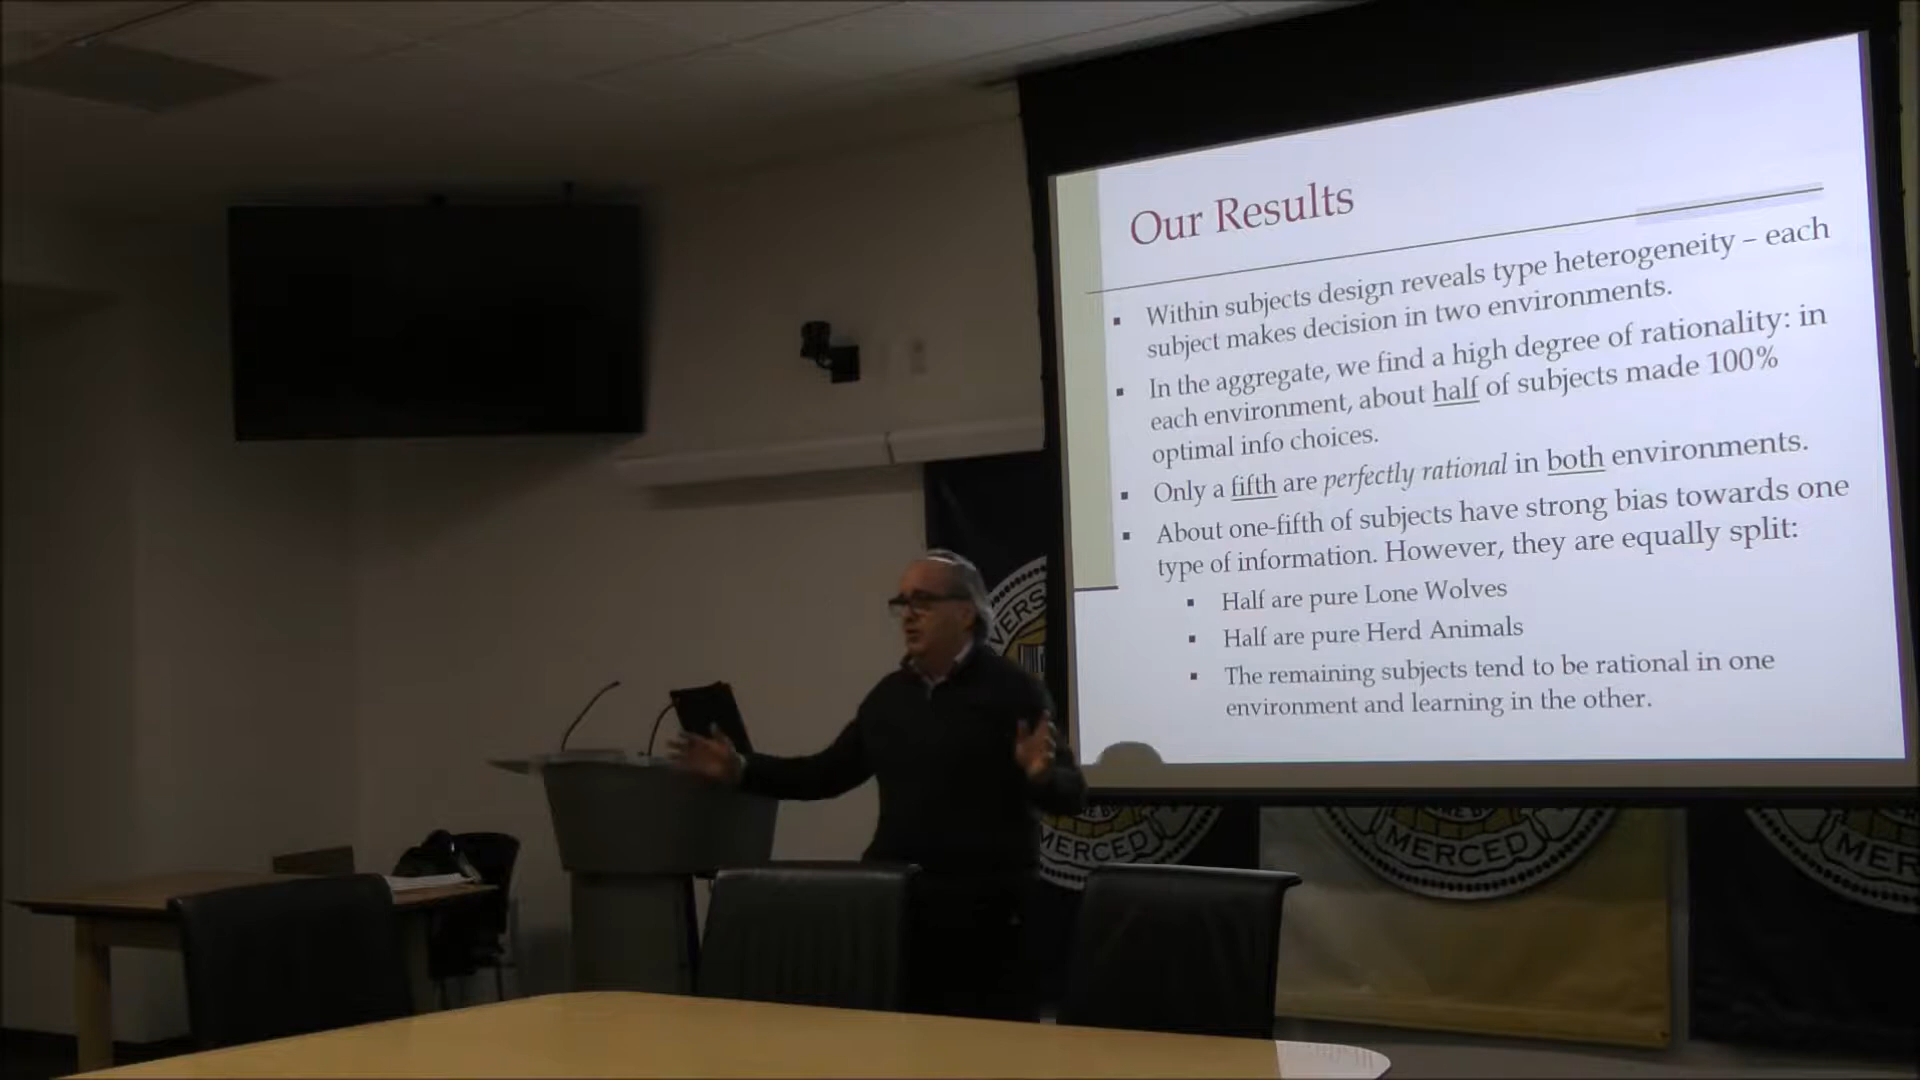 Our Results
▪ Within subjects design reveals type heterogeneity – each
subject makes decision in two environments.
▪ In the aggregate, we find a high degree of rationality: in
each environment, about half of subjects made 100%
optimal info choices.
▪ Only a fifth are perfectly rational in both environments.
▪ About one-fifth of subjects have strong bias towards one
type of information. However, they are equally split:
▪ Half are pure Lone Wolves
▪ Half are pure Herd Animals
▪ The remaining subjects tend to be rational in one
environment and learning in the other.
VERS
MERCED
MERCED
MER